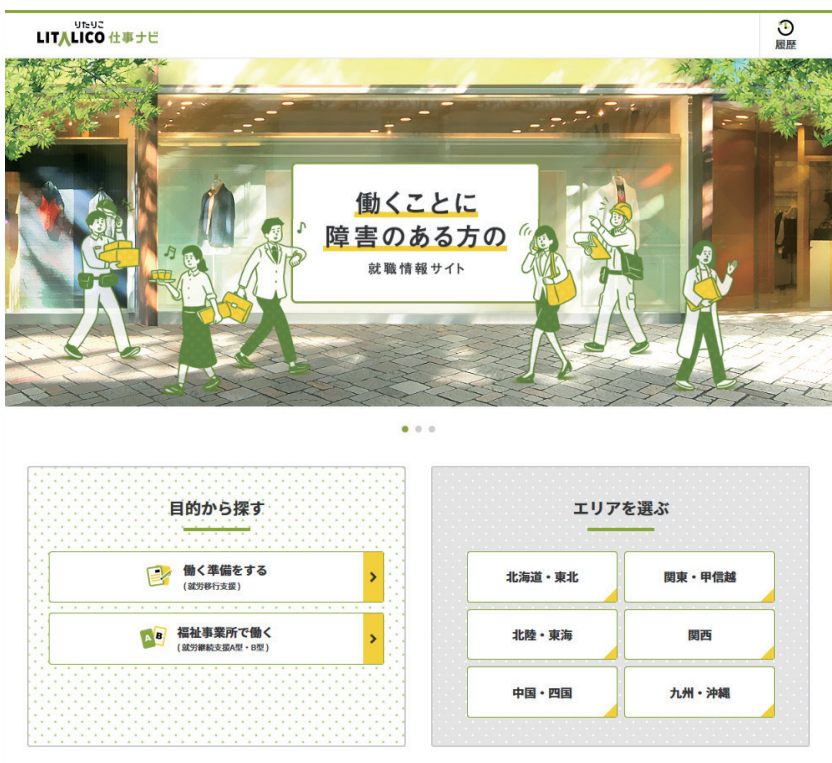 りたりこ
LITALICO 仕事ナビ
履歴
働くことに
障害のある方の
就職情報サイト
目的から探す
働く準備をする
(就労移行支援)
A B 福祉事業所で働く
(就労継続支援A型・B型)
エリアを選ぶ
北海道・東北
関東・甲信越
北陸・東海
関西
中国・四国
九州・沖縄